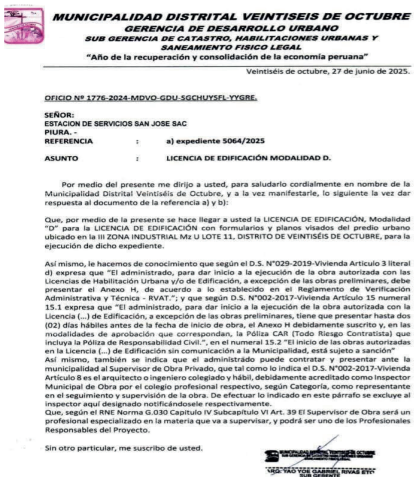 MUNICIPALIDAD DISTRITAL VEINTISEIS DE OCTUBRE
GERENCIA DE DESARROLLO URBANO
SUB GERENCIA DE CATASTRO, HABILITACIONES URBANAS Y
SANEAMIENTO FISICO LEGAL
"Año de la recuperación y consolidación de la economía peruana"
Veintiséis de octubre, 27 de junio de 2025.
OFICIO Nº 1776-2024-MDVO-GDU-SGCHUYSFL-YYGRE.
SEÑOR:
ESTACION DE SERVICIOS SAN JOSE SAC
PIURA. -
REFERENCIA : a) expediente 5064/2025
ASUNTO : LICENCIA DE EDIFICACIÓN MODALIDAD D.
Por medio del presente me dirijo a usted, para saludarlo cordialmente en nombre de la
Municipalidad Distrital Veintiséis de Octubre, y la vez manifestarle, lo siguiente la vez dar
respuesta al documento de la referencia a) y b):
Que, por medio de la presente se hace llegar a usted la LICENCIA DE EDIFICACIÓN, Modalidad
"D" para la LICENCIA DE EDIFICACIÓN con formularios y planos visados del predio urbano
ubicado en la III ZONA INDUSTRIAL Mz U LOTE 11, DISTRITO DE VEINTISÉIS DE OCTUBRE, para la
ejecución de dicho expediente.
Así mismo, le hacemos de conocimiento que según el D.S. N°029-2019-Vivienda Artículo 3 literal
d) expresa que "El administrado, para dar inicio a la ejecución de la obra autorizada con las
Licencias de Habilitación Urbana y/o de Edificación, a excepción de las obras preliminares, debe
presentar el Anexo H, de acuerdo a lo establecido en el Reglamento de Verificación
Administrativa y Técnica - RVAT."; y que según D.S. N°002-2017-Vivienda Artículo 15 numeral
15.1 expresa que "El administrado, para dar inicio a la ejecución de la obra autorizada con la
Licencia (...) de Edificación, a excepción de las obras preliminares, tiene que presentar hasta dos
(02) días hábiles antes de la fecha de inicio de obra, el Anexo H debidamente suscrito y, en las
modalidades de aprobación que correspondan, la Póliza CAR (Todo Riesgo Contratista) que
incluya la Póliza de Responsabilidad Civil.", en el numeral 15.2 "El inicio de las obras autorizadas
en la Licencia (...) de Edificación sin comunicación a la Municipalidad, está sujeto a sanción"
Así mismo, también se indica que el administrado puede contratar y presentar ante la
municipalidad al Supervisor de Obra Privado, que tal como lo indica el D.S. N°002-2017-Vivienda
Artículo 8 es el arquitecto o ingeniero colegiado y hábil, debidamente acreditado como Inspector
Municipal de Obra por el colegio profesional respectivo, según Categoría, como representante
en el seguimiento y supervisión de la obra. De efectuar lo indicado en este párrafo se excluye al
inspector aquí designado notificándosele respectivamente.
Que, según el RNE Norma G.030 Capitulo IV Subcapítulo VI Art. 39 El Supervisor de Obra será un
profesional especializado en la materia que va a supervisar, y podrá ser uno de los Profesionales
Responsables del Proyecto.
Sin otro particular, me suscribo de usted.
MUNICIPALIDAD DISTRITAL VEINTISEIS DE OCTUBRE
ARQ. YAO YOE GABRIEL RIVAS
SUB GERENTE